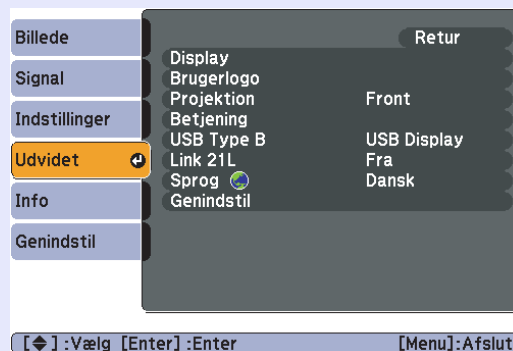 Billede
Signal
Indstillinger
Udvidet
Info
Genindstil
Retur
Display
Brugerlogo
Projektion Front
Betjening
USB Type B USB Display
Link 21L Fra
Sprog Dansk
Genindstil
[◆] :Vælg [Enter] :Enter [Menu]:Afslut